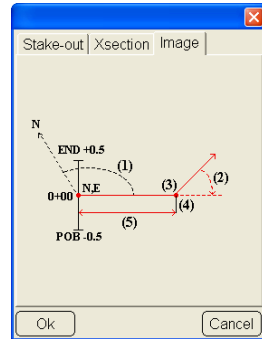 Stake-out Xsection Image
N
END +0.5
(1)
(2)
0+00 N,E (3)
(4)
(5)
POB -0.5
Ok Cancel